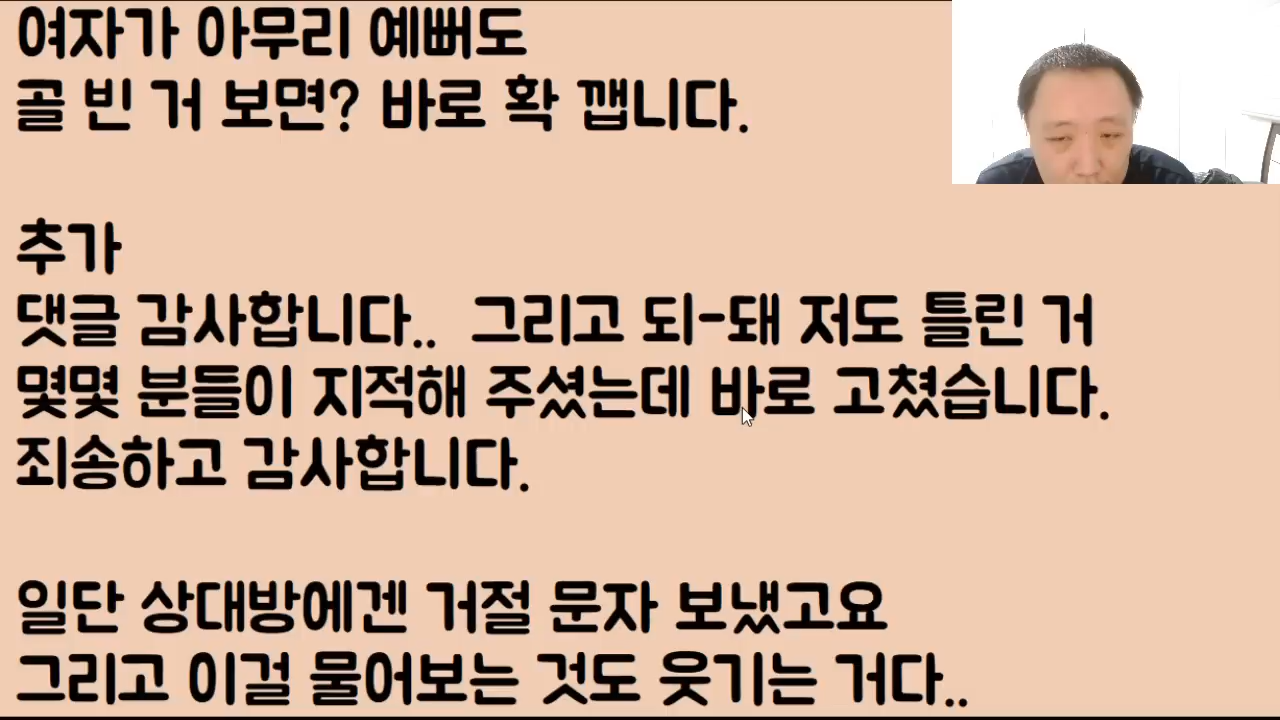 여자가 아무리 예뻐도
골 빈 거 보면? 바로 확 깹니다.
추가
댓글 감사합니다.. 그리고 되-돼 저도 틀린 거
몇몇 분들이 지적해 주셨는데 바로 고쳤습니다.
죄송하고 감사합니다.
일단 상대방에겐 거절 문자 보냈고요
그리고 이걸 물어보는 것도 웃기는 거다..